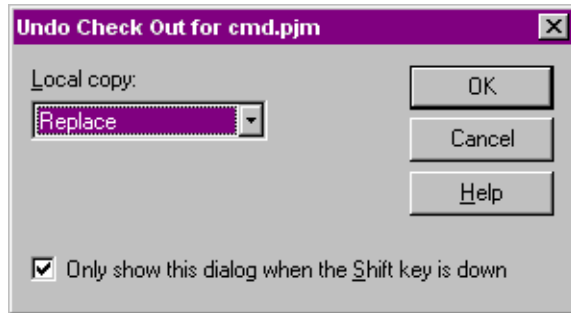 Undo Check Out for cmd.pjm
Local copy:
Replace
OK
Cancel
Help
Only show this dialog when the Shift key is down